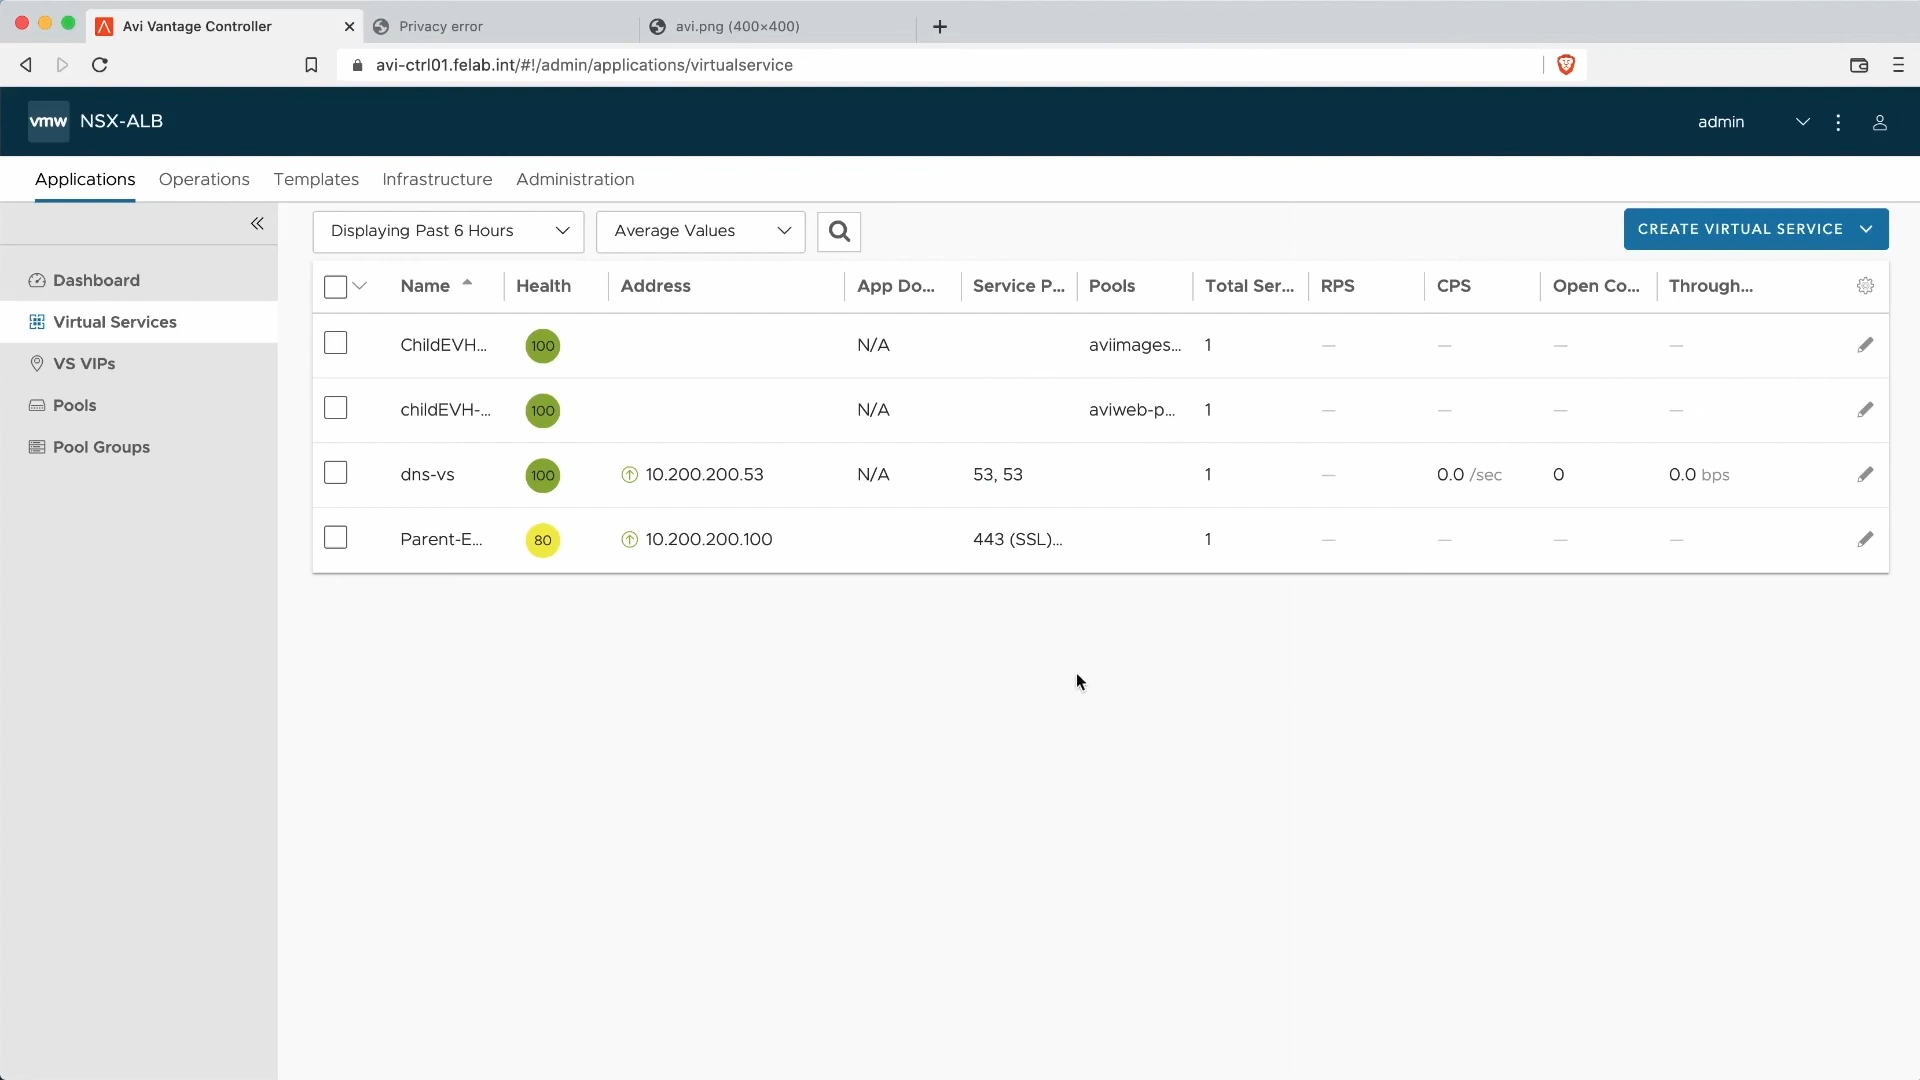 Avi Vantage Controller
Privacy error
avi.png (400×400)
avi-ctrl01.felab.int/#!/admin/applications/virtualservice
vmw NSX-ALB
admin
Applications Operations Templates Infrastructure Administration
Displaying Past 6 Hours
Average Values
CREATE VIRTUAL SERVICE
Dashboard
Virtual Services
VS VIPs
Pools
Pool Groups
Name Health Address App Do... Service P... Pools Total Ser... RPS CPS Open Co... Through...
ChildEVH... 100 N/A aviimages... 1 — — — —
childEVH-... 100 N/A aviweb-p... 1 — — — —
dns-vs 100 10.200.200.53 N/A 53, 53 1 — 0.0 /sec 0 0.0 bps
Parent-E... 80 10.200.200.100 443 (SSL)... 1 — — — —